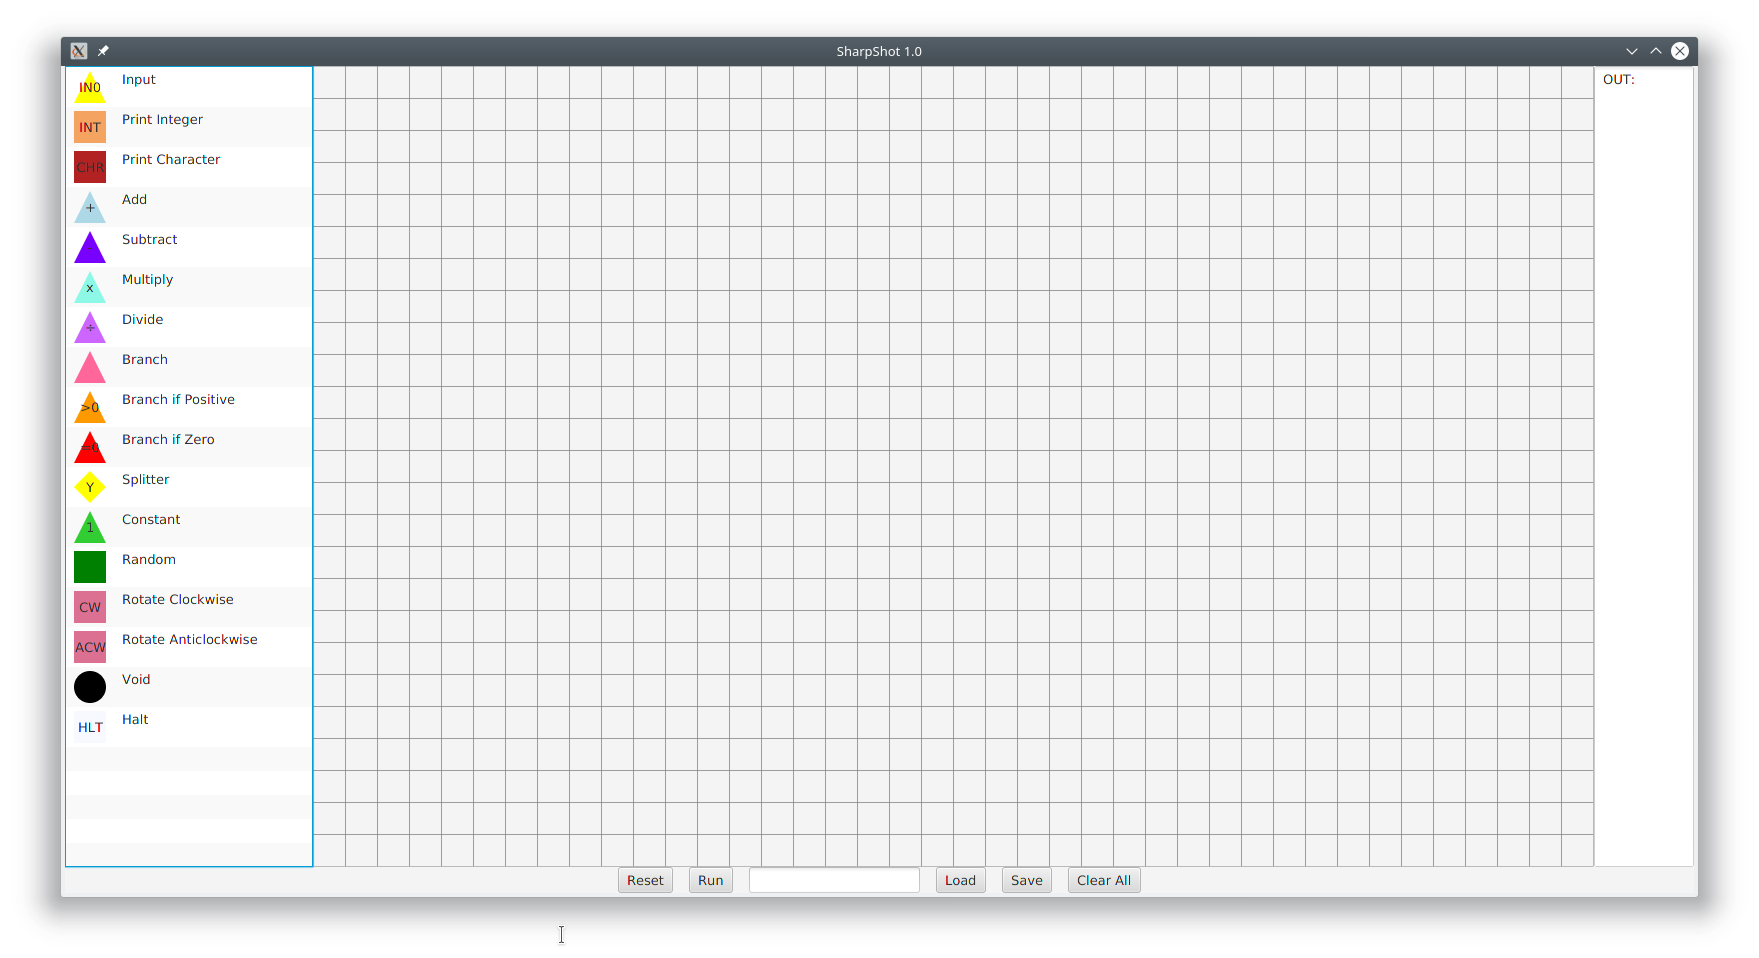 SharpShot 1.0
IN0 Input
OUT:
INT Print Integer
CHR Print Character
+ Add
- Subtract
x Multiply
÷ Divide
Branch
>0 Branch if Positive
=0 Branch if Zero
Y Splitter
1 Constant
Random
CW Rotate Clockwise
ACW Rotate Anticlockwise
Void
HLT Halt
Reset Run Load Save Clear All